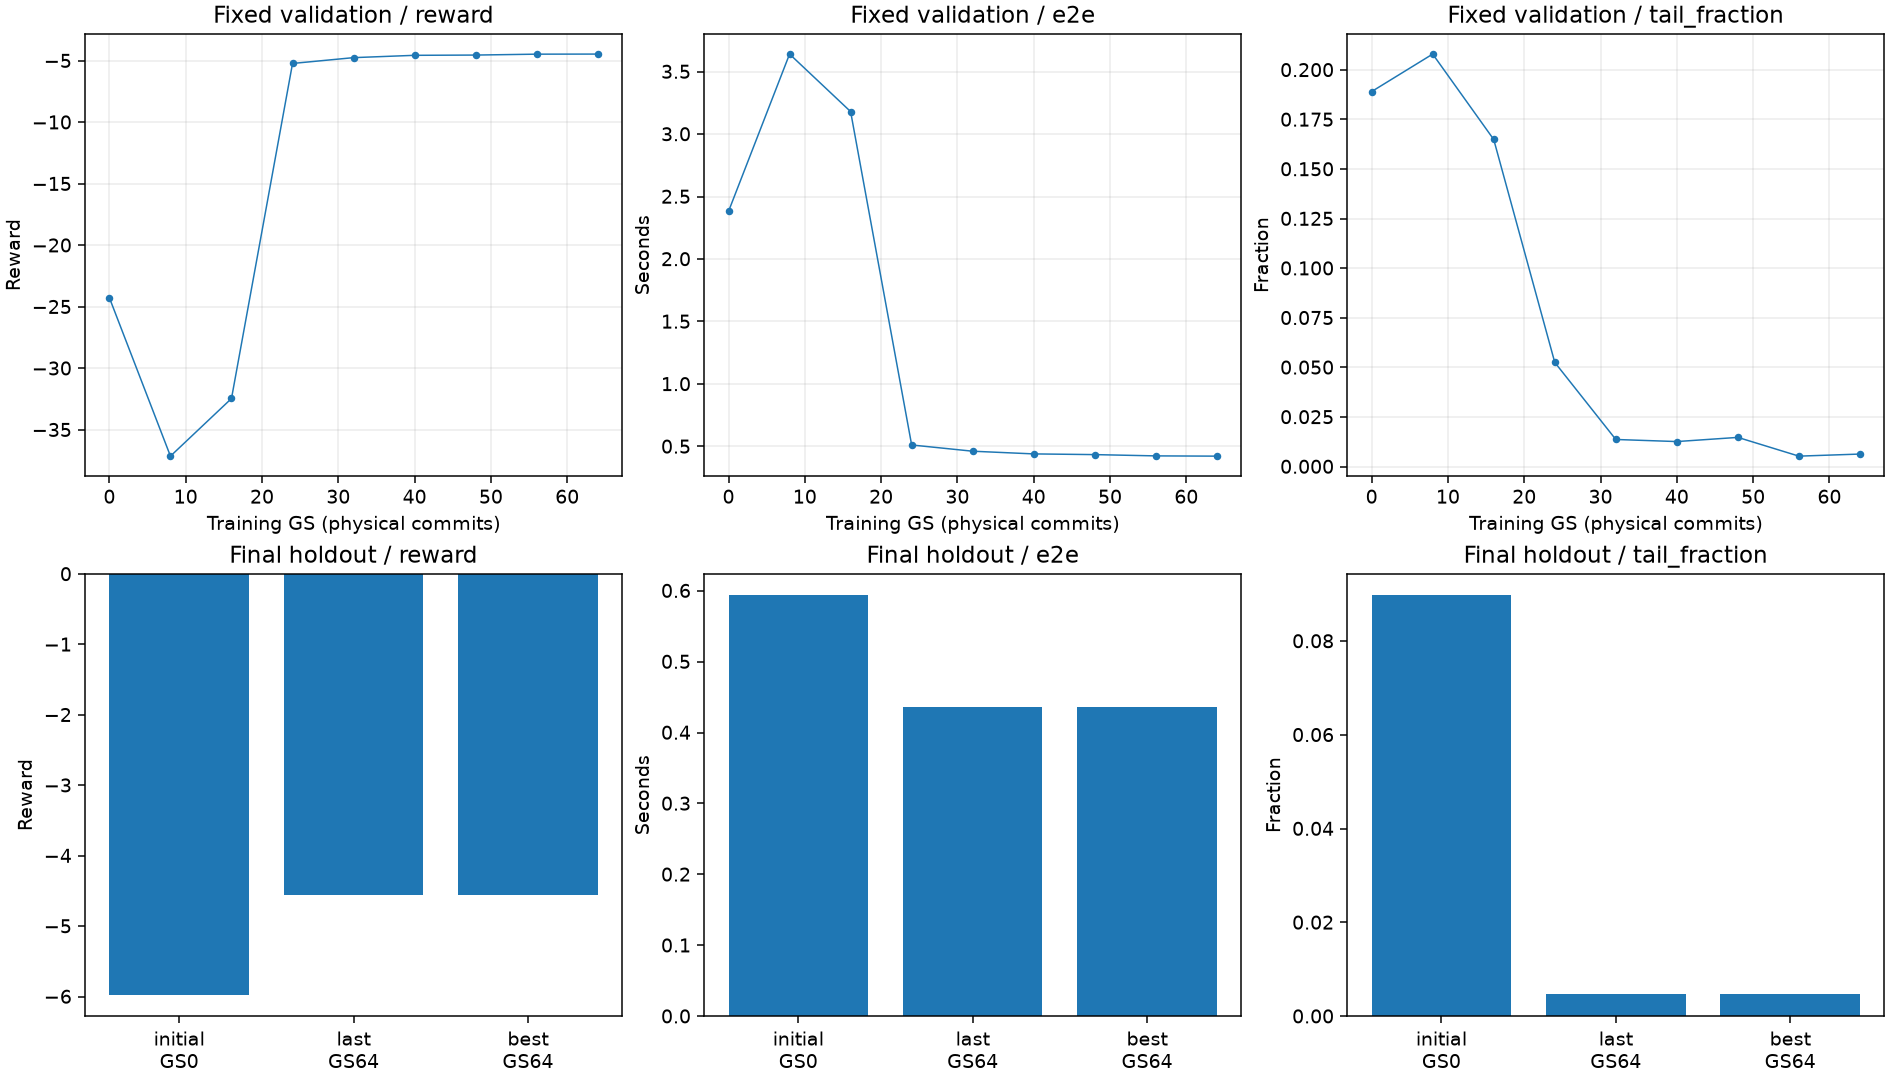 Fixed validation / reward
Reward
−5
−10
−15
−20
−25
−30
−35
0 10 20 30 40 50 60
Training GS (physical commits)
Fixed validation / e2e
Seconds
3.5
3.0
2.5
2.0
1.5
1.0
0.5
0 10 20 30 40 50 60
Training GS (physical commits)
Fixed validation / tail_fraction
Fraction
0.200
0.175
0.150
0.125
0.100
0.075
0.050
0.025
0.000
0 10 20 30 40 50 60
Training GS (physical commits)
Final holdout / reward
Reward
0
−1
−2
−3
−4
−5
−6
initial last best
GS0 GS64 GS64
Final holdout / e2e
Seconds
0.6
0.5
0.4
0.3
0.2
0.1
0.0
initial last best
GS0 GS64 GS64
Final holdout / tail_fraction
Fraction
0.08
0.06
0.04
0.02
0.00
initial last best
GS0 GS64 GS64